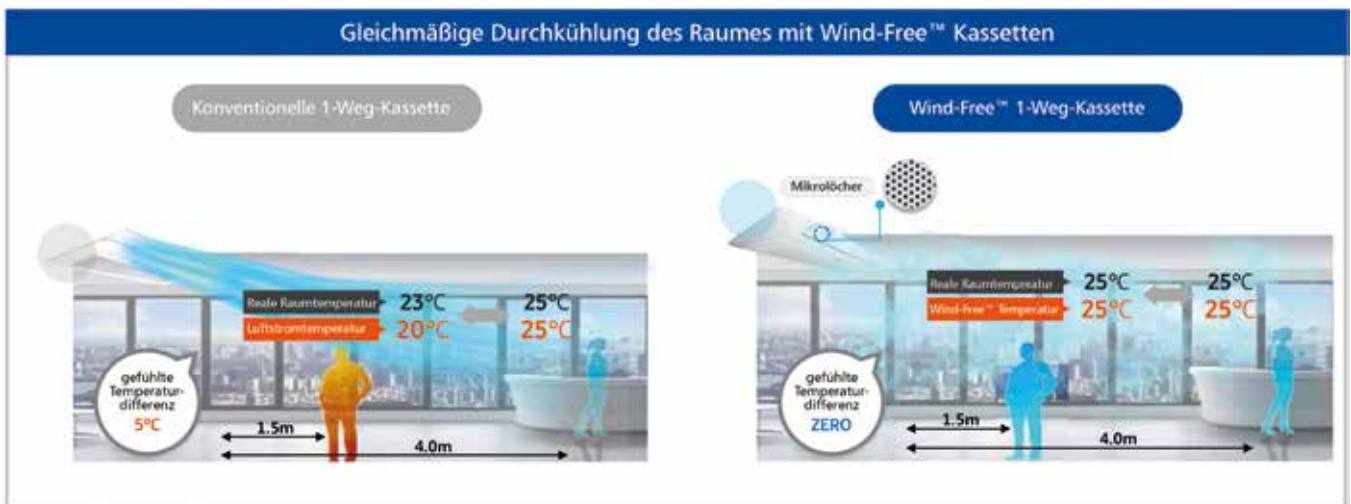 Gleichmäßige Durchkühlung des Raumes mit Wind-Free™ Kassetten
Konventionelle 1-Weg-Kassette
Reale Raumtemperatur 23°C 25°C
Luftstromtemperatur 20°C 25°C
gefühlte
Temperatur-
differenz
5°C
1.5m
4.0m
Wind-Free™ 1-Weg-Kassette
Mikrolöcher
Reale Raumtemperatur 25°C 25°C
Wind-Free™ Temperatur 25°C 25°C
gefühlte
Temperatur-
differenz
ZERO
1.5m
4.0m